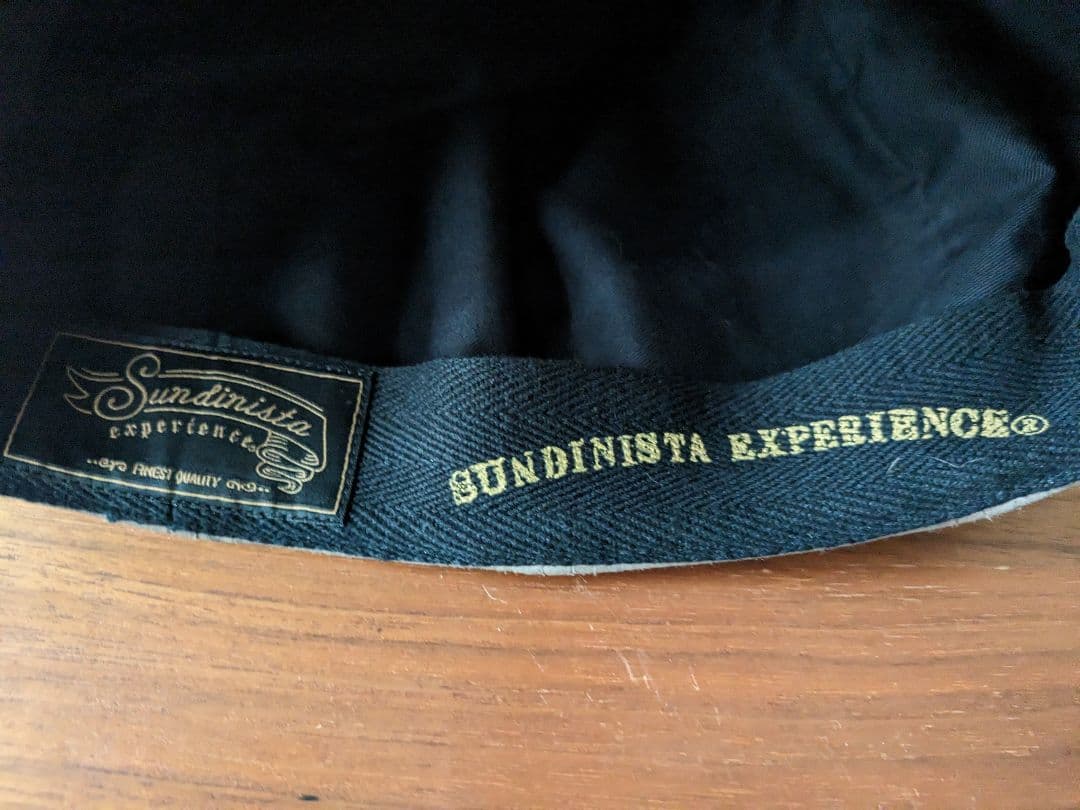 Sundinista
experience
FINEST QUALITY
SUNDINISTA EXPERIENCE®